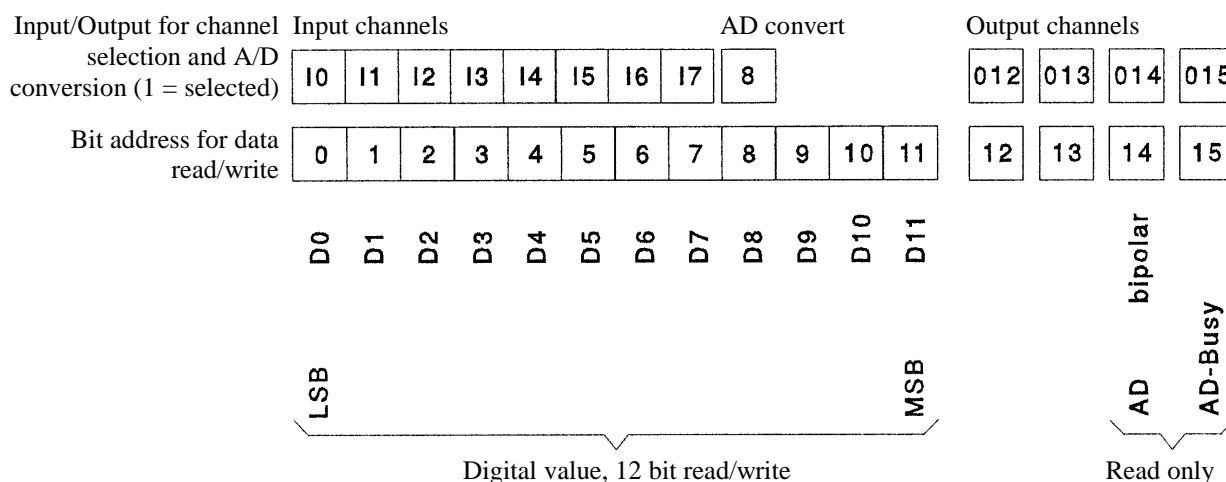 Input/Output for channel selection and A/D conversion (1 = selected)
Input channels
AD convert
Output channels
I0 I1 I2 I3 I4 I5 I6 I7 8 012 013 014 015
Bit address for data read/write
0 1 2 3 4 5 6 7 8 9 10 11 12 13 14 15
D0 D1 D2 D3 D4 D5 D6 D7 D8 D9 D10 D11
LSB
MSB
AD bipolar
AD-Busy
Digital value, 12 bit read/write
Read only